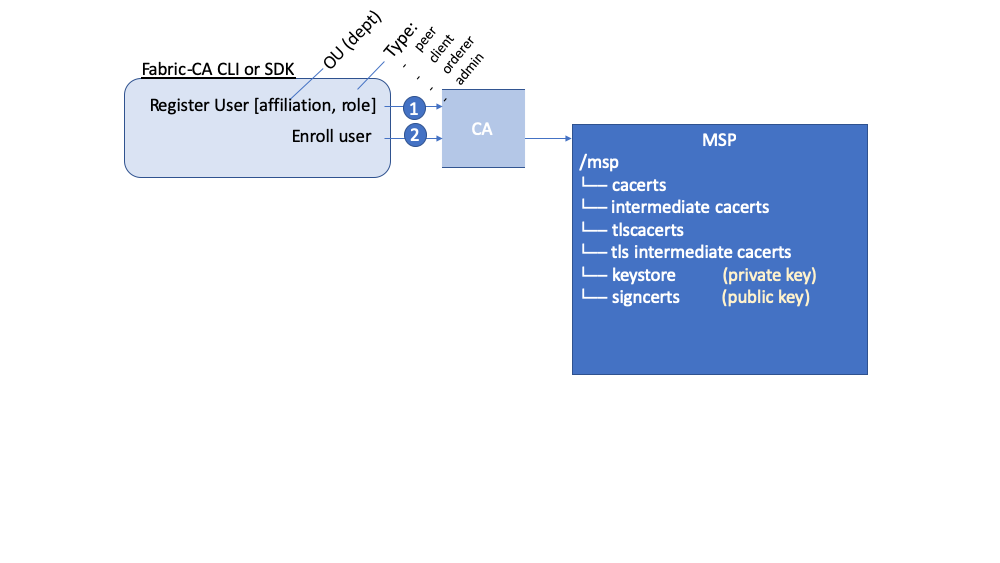 OU (dept)
Type:
- peer
- client
- orderer
- admin
Fabric-CA CLI or SDK
Register User [affiliation, role]
1
Enroll user
2
CA
MSP
/msp
└── cacerts
└── intermediate cacerts
└── tlscacerts
└── tls intermediate cacerts
└── keystore (private key)
└── signcerts (public key)